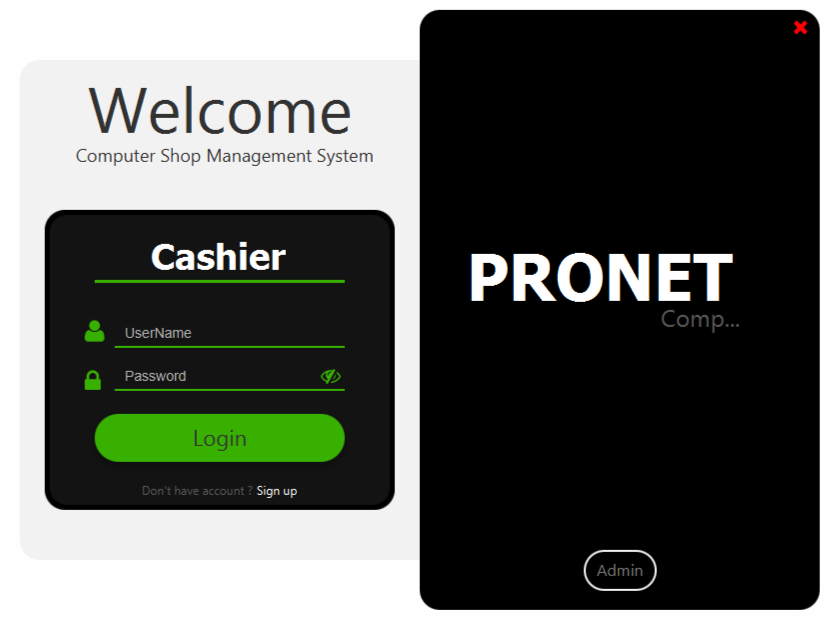 Welcome
Computer Shop Management System
Cashier
UserName
Password
Login
Don't have account ? Sign up
PRONET
Comp...
Admin